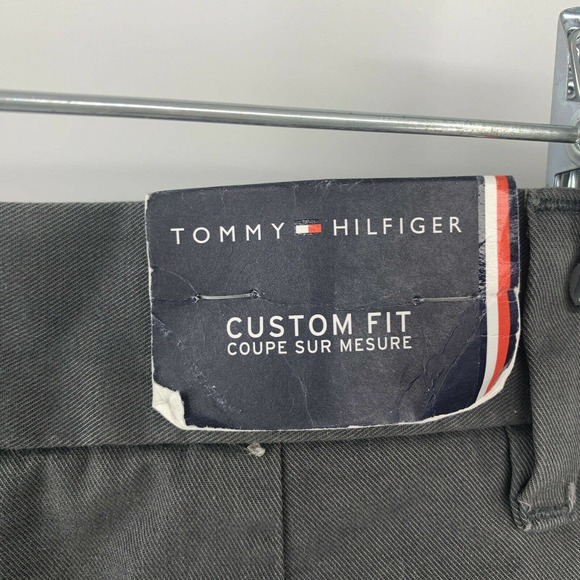 TOMMY HILFIGER
CUSTOM FIT
COUPE SUR MESURE